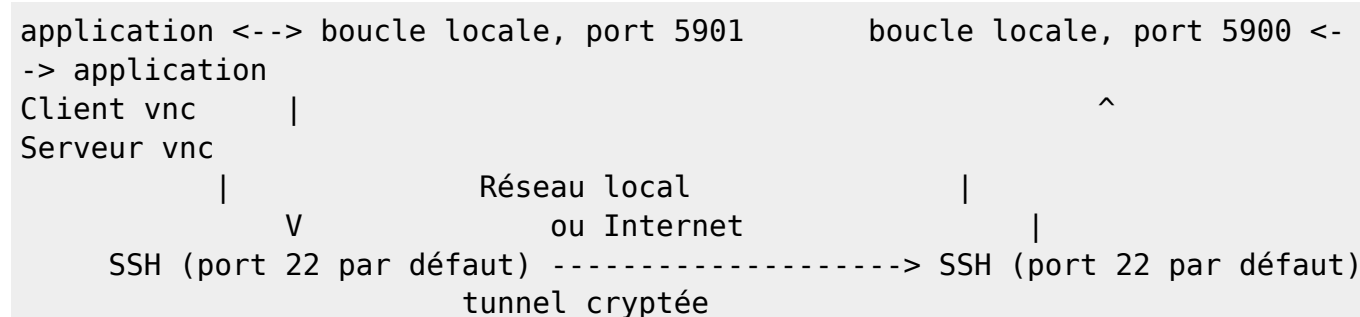 application <--> boucle locale, port 5901       boucle locale, port 5900 <-
-> application
Client vnc     |                                             ^
Serveur vnc
           |              Réseau local               |
               V              ou Internet                |
     SSH (port 22 par défaut) --------------------> SSH (port 22 par défaut)
                         tunnel cryptée